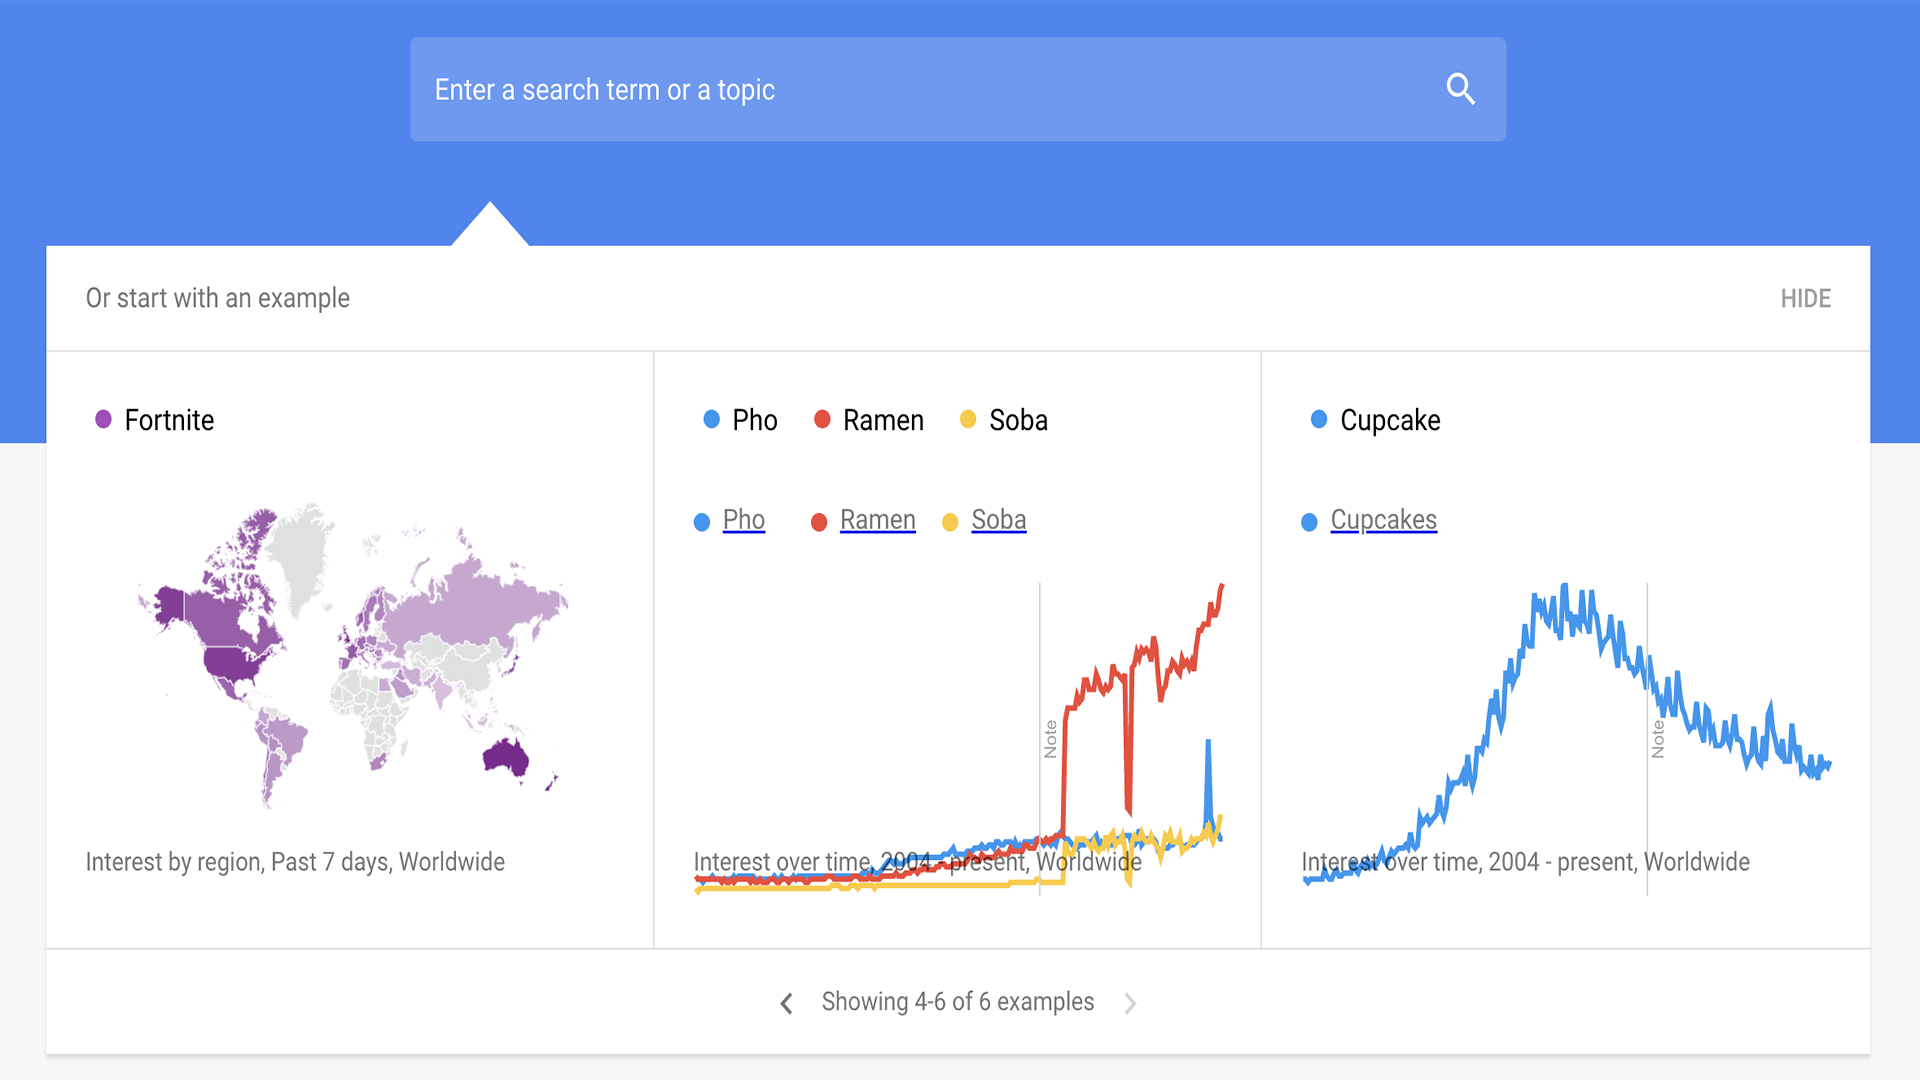 Enter a search term or a topic
Or start with an example
HIDE
Fortnite
Interest by region, Past 7 days, Worldwide
Pho Ramen Soba
Pho Ramen Soba
Note
Interest over time, 2004 - present, Worldwide
Cupcake
Cupcakes
Note
Interest over time, 2004 - present, Worldwide
Showing 4-6 of 6 examples